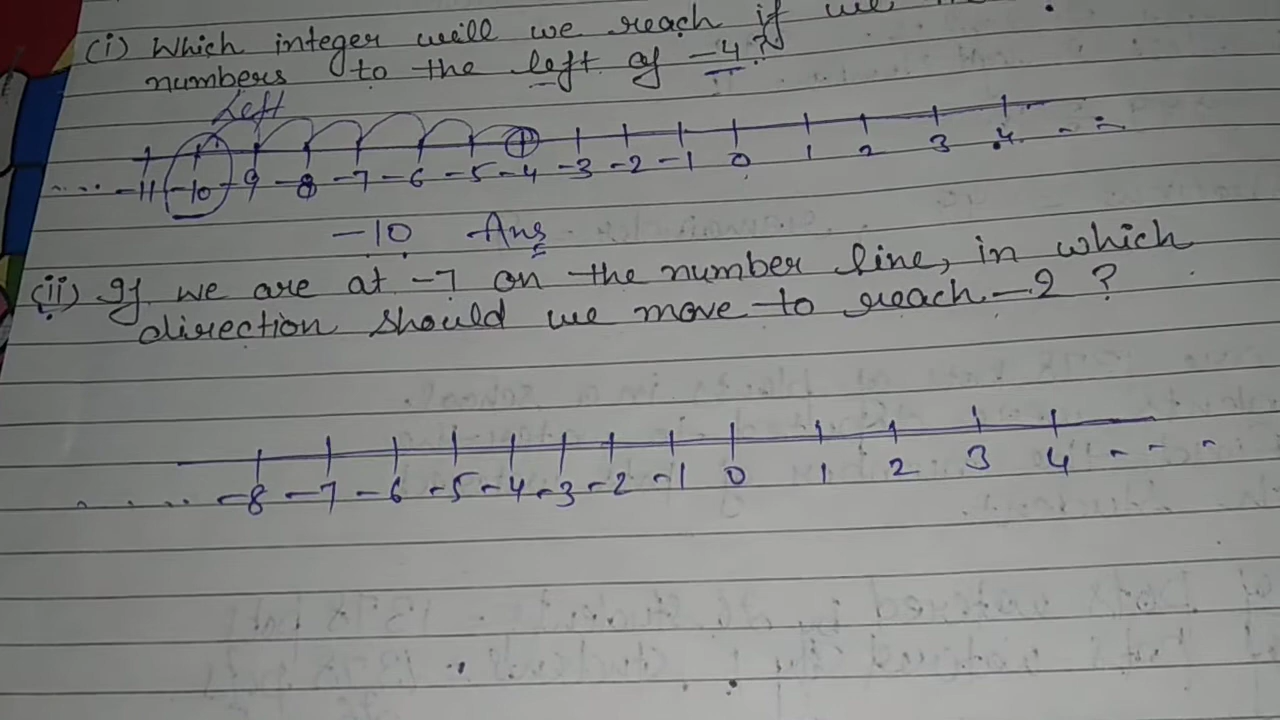 (i) Which integer will we reach if we
numbers to the left of -4?
Left
.... -11 -10 -9 -8 -7 -6 -5 -4 -3 -2 -1 0 1 2 3 4 - -
-10 Ans
(ii) If we are at -7 on the number line, in which
direction should we move to reach -2 ?
.... -8 -7 -6 -5 -4 -3 -2 -1 0 1 2 3 4 - - -